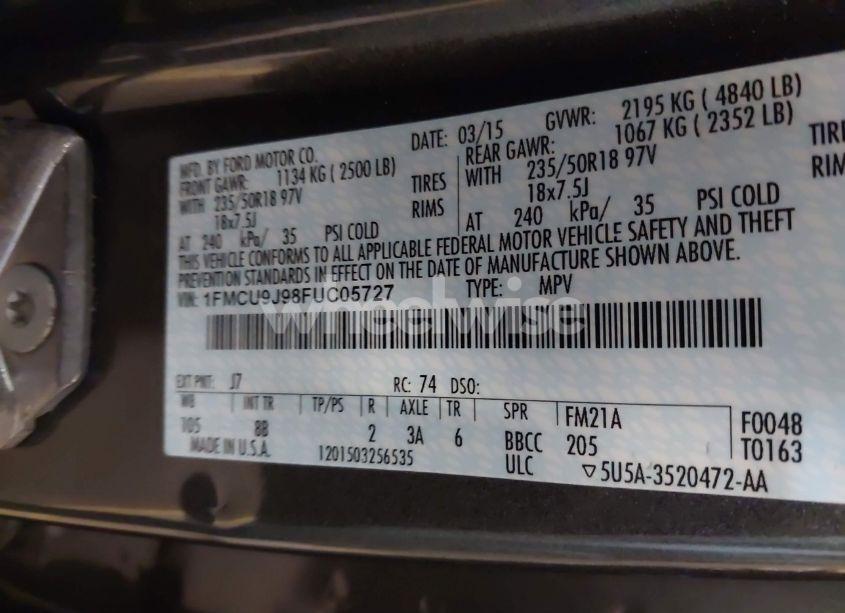 MFD. BY FORD MOTOR CO. DATE: 03/15 GVWR: 2195 KG ( 4840 LB)
FRONT GAWR: 1134 KG ( 2500 LB) REAR GAWR: 1067 KG ( 2352 LB)
WITH 235/50R18 97V TIRES WITH 235/50R18 97V TIRE
18x7.5J RIMS 18x7.5J RIMS
AT 240 kPa/ 35 PSI COLD AT 240 kPa/ 35 PSI COLD
THIS VEHICLE CONFORMS TO ALL APPLICABLE FEDERAL MOTOR VEHICLE SAFETY AND THEFT
PREVENTION STANDARDS IN EFFECT ON THE DATE OF MANUFACTURE SHOWN ABOVE.
VIN: 1FMCU9J98FUC05727 TYPE: MPV
wheelwise
EXT PNT: J7 RC: 74 DSO:
WB INT TR TP/PS R AXLE TR SPR FM21A F0048
105 8B 2 3A 6 BBCC 205 T0163
MADE IN U.S.A. 1201503256535 ULC ▽5U5A-3520472-AA